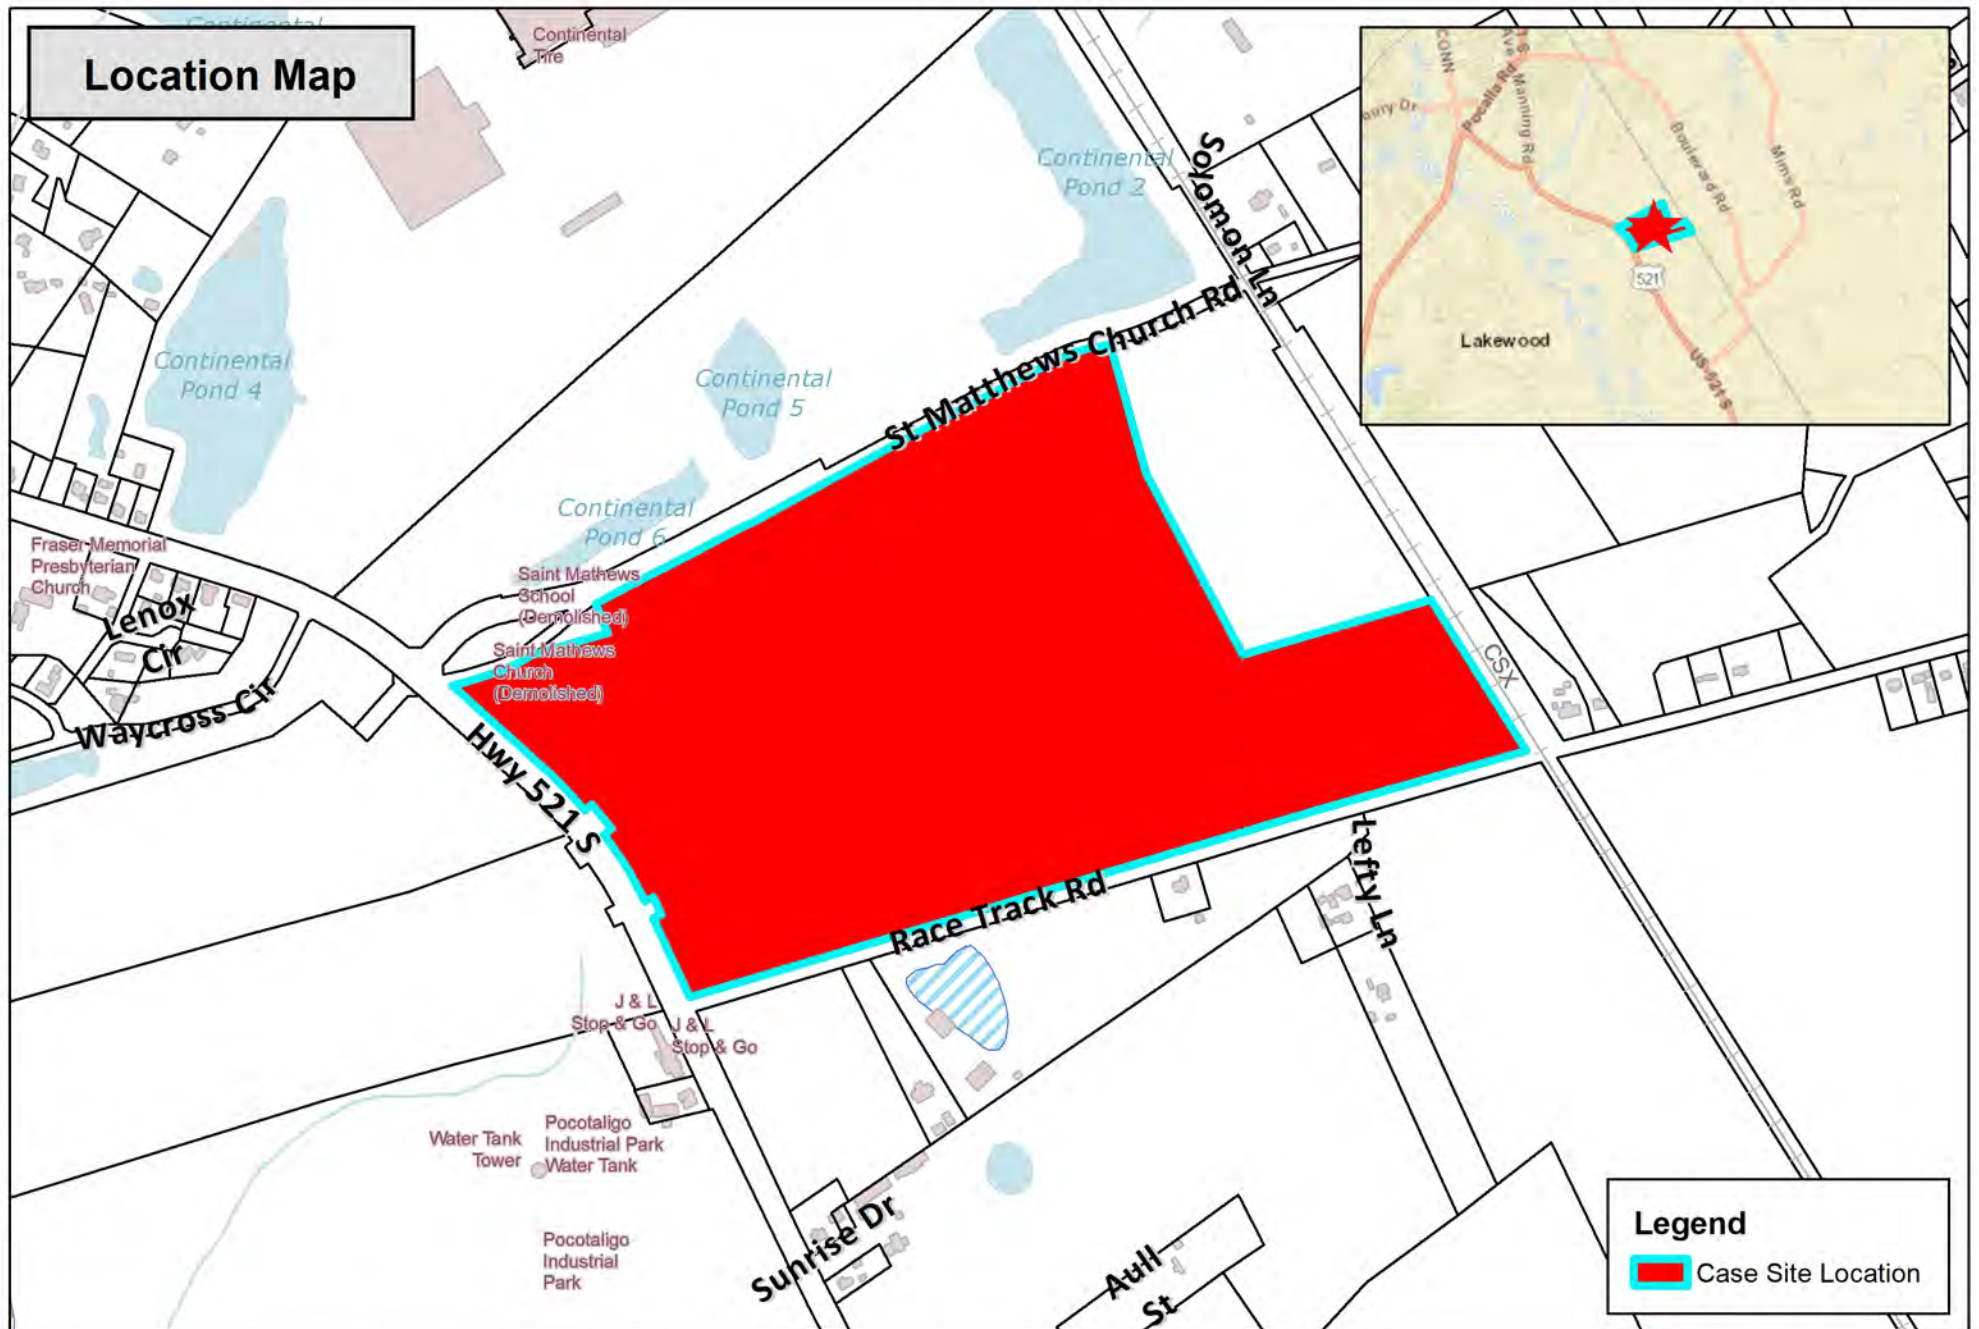 Continental
Location Map
Continental
Tire
Continental
Pond 2
Solomon Ln
St Matthews Church Rd
Continental
Pond 4
Continental
Pond 5
Continental
Pond 6
Fraser Memorial
Presbyterian
Church
Lenox
Cir
Waycross Cir
Saint Mathews
School
(Demolished)
Saint Mathews
Church
(Demolished)
Hwy 521 S
CSX
Race Track Rd
Lefty Ln
J & L
Stop & Go
J & L
Stop & Go
Water Tank
Tower
Pocotaligo
Industrial Park
Water Tank
Pocotaligo
Industrial
Park
Sunrise Dr
Aull
St
CONN
Pocalla Rd
S
Manning Rd
Boulevard Rd
Mims Rd
521
Lakewood
US-521 S
Legend
Case Site Location